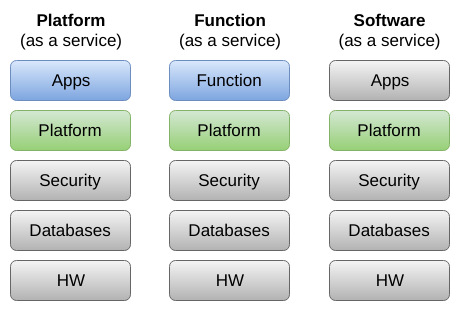 Platform
(as a service)
Apps
Platform
Security
Databases
HW
Function
(as a service)
Function
Platform
Security
Databases
HW
Software
(as a service)
Apps
Platform
Security
Databases
HW